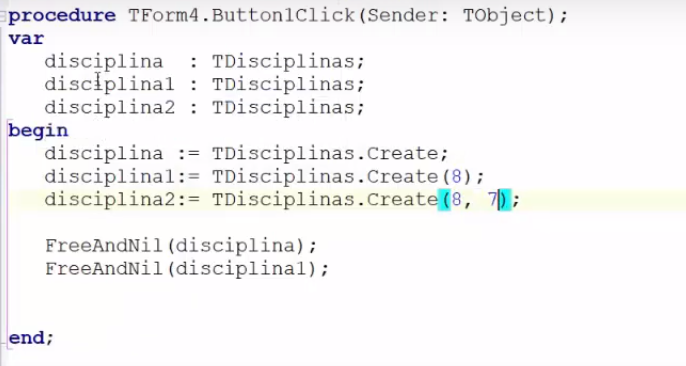 procedure TForm4.Button1Click(Sender: TObject);
var
   disciplina  : TDisciplinas;
   disciplina1 : TDisciplinas;
   disciplina2 : TDisciplinas;
begin
   disciplina := TDisciplinas.Create;
   disciplina1:= TDisciplinas.Create(8);
   disciplina2:= TDisciplinas.Create(8, 7);
   FreeAndNil(disciplina);
   FreeAndNil(disciplina1);
end;